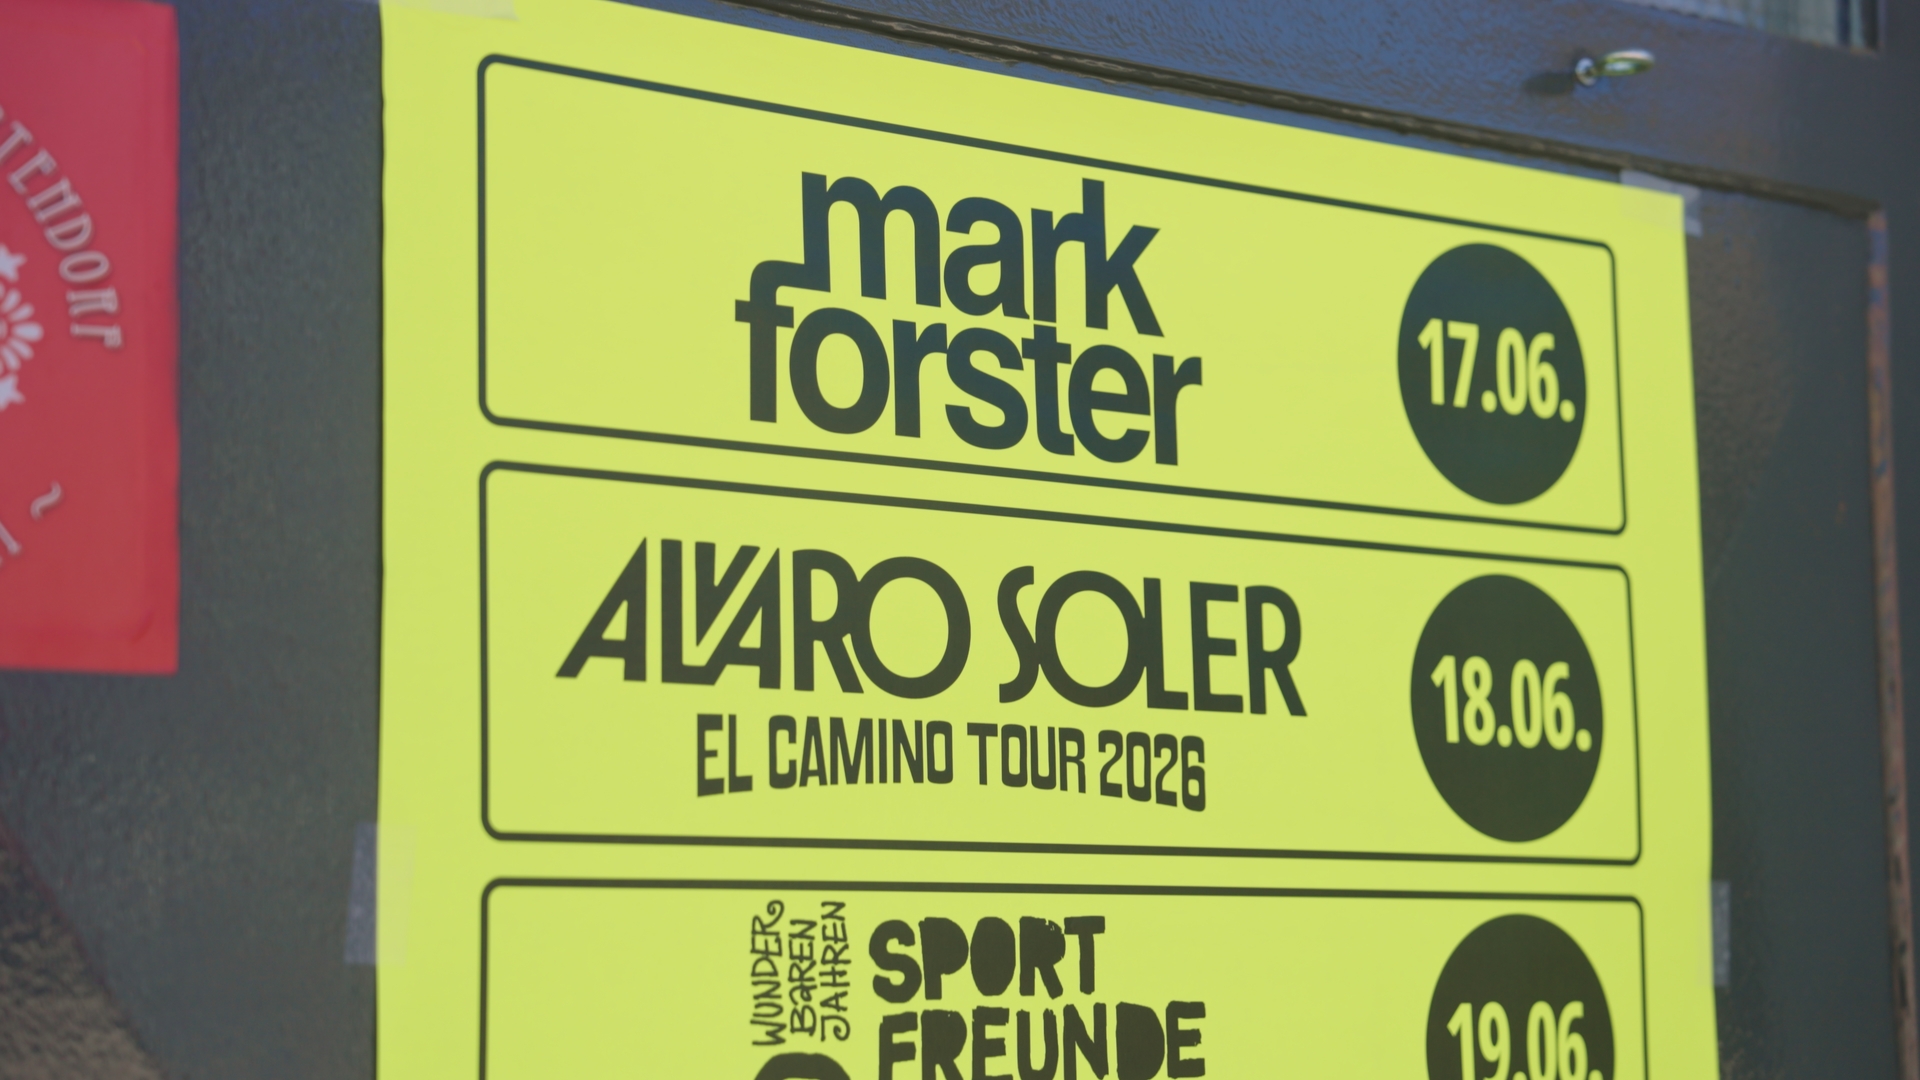 mark
forster
17.06.
ALVARO SOLER
EL CAMINO TOUR 2026
18.06.
WUNDER
BAREN
JAHREN
SPORT
FREUNDE
19.06.